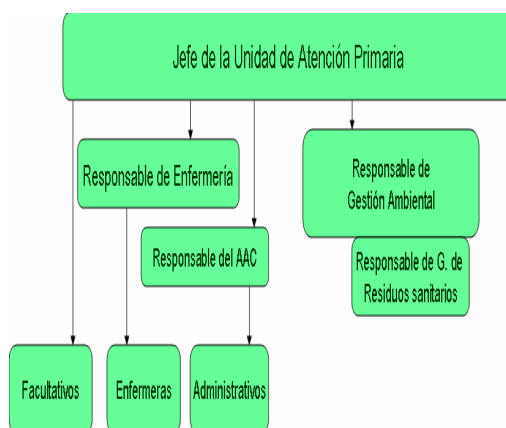 Jefe de la Unidad de Atención Primaria
Responsable de Enfermería
Responsable de
Gestión Ambiental
Responsable del AAC
Responsable de G. de
Residuos sanitarios
Facultativos
Enfermeras
Administrativos